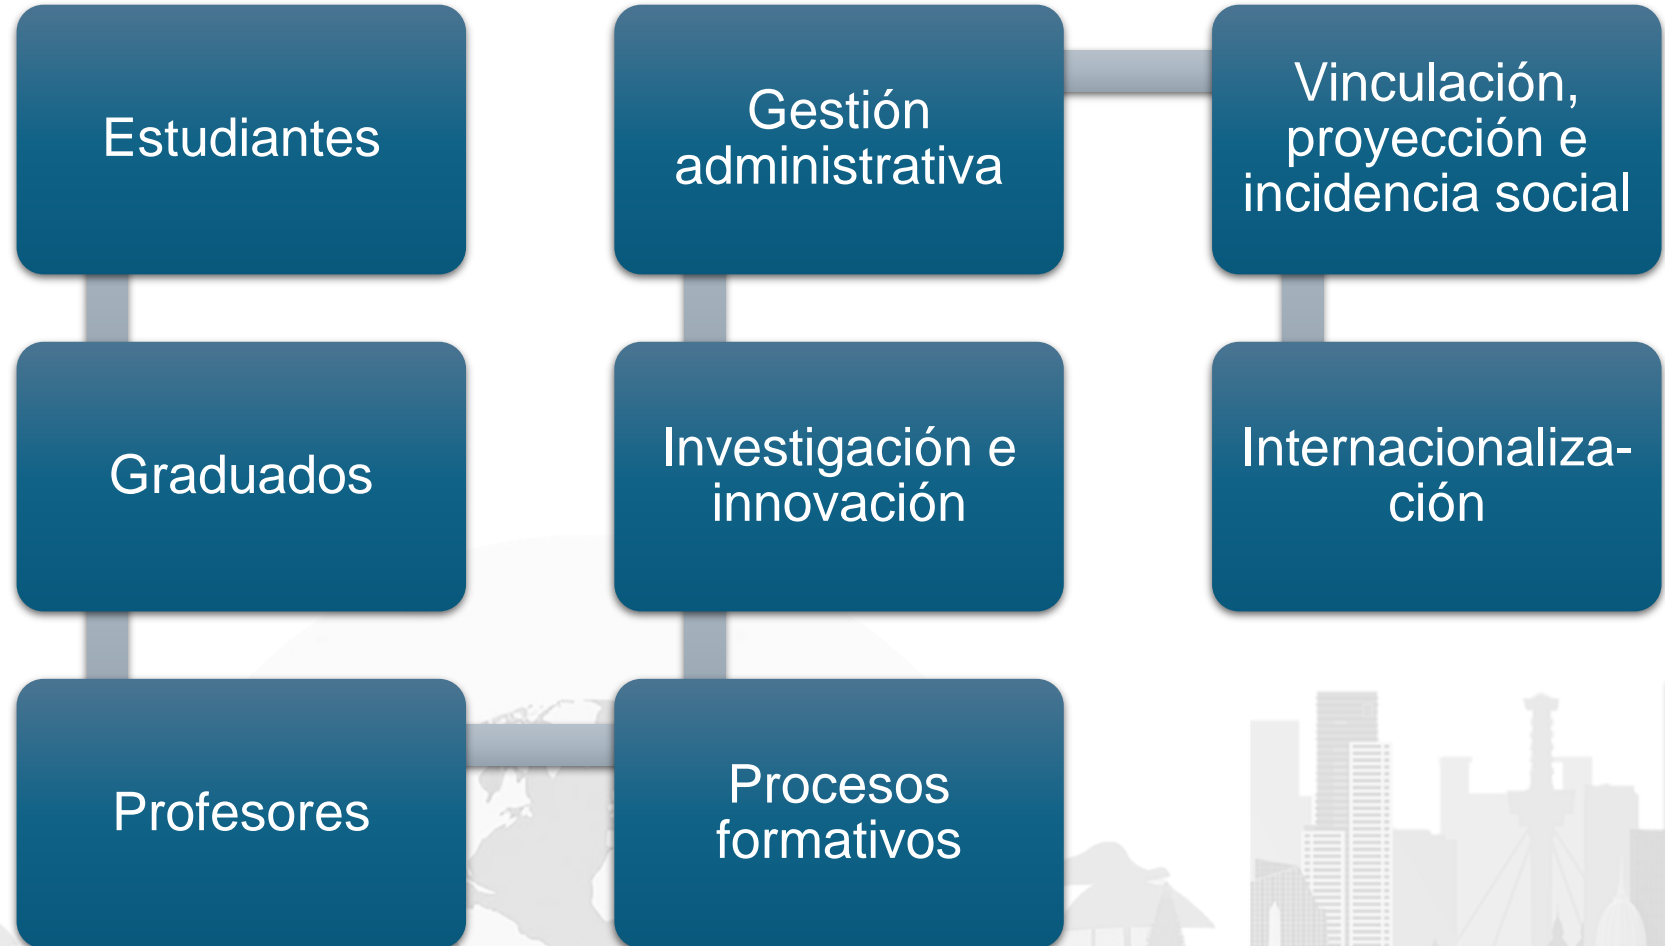 Estudiantes
Graduados
Profesores
Procesos
formativos
Investigación e
innovación
Gestión
administrativa
Vinculación,
proyección e
incidencia social
Internacionaliza-
ción